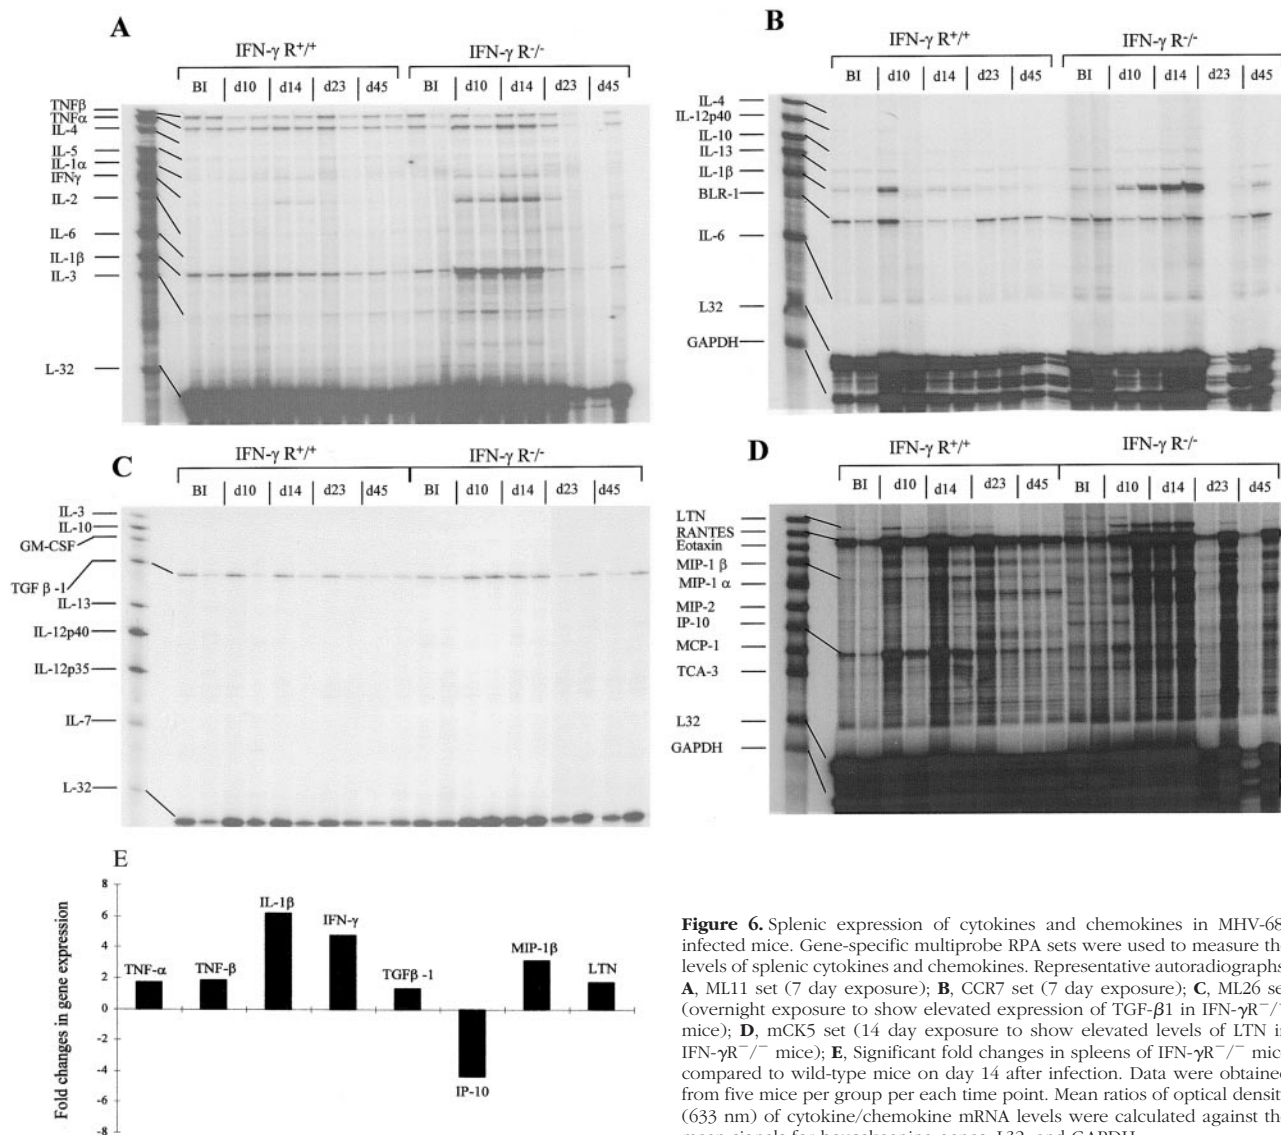 A
IFN-γ R+/+ IFN-γ R-/-
BI d10 d14 d23 d45 BI d10 d14 d23 d45
TNFβ
TNFα
IL-4
IL-5
IL-1α
IFNγ
IL-2
IL-6
IL-1β
IL-3
L-32
B
IFN-γ R+/+ IFN-γ R-/-
BI d10 d14 d23 d45 BI d10 d14 d23 d45
IL-4
IL-12p40
IL-10
IL-13
IL-1β
BLR-1
IL-6
L32
GAPDH
C
IFN-γ R+/+ IFN-γ R-/-
BI d10 d14 d23 d45 BI d10 d14 d23 d45
IL-3
IL-10
GM-CSF
TGF β -1
IL-13
IL-12p40
IL-12p35
IL-7
L-32
D
IFN-γ R+/+ IFN-γ R-/-
BI d10 d14 d23 d45 BI d10 d14 d23 d45
LTN
RANTES
Eotaxin
MIP-1 β
MIP-1 α
MIP-2
IP-10
MCP-1
TCA-3
L32
GAPDH
E
Fold changes in gene expression
8
6
4
2
0
-2
-4
-6
-8
TNF-α
TNF-β
IL-1β
IFN-γ
TGFβ -1
IP-10
MIP-1β
LTN
Figure 6. Splenic expression of cytokines and chemokines in MHV-68
infected mice. Gene-specific multiprobe RPA sets were used to measure
levels of splenic cytokines and chemokines. Representative autoradiographs
A, ML11 set (7 day exposure); B, CCR7 set (7 day exposure); C, ML26
(overnight exposure to show elevated expression of TGF-β1 in IFN-γR−/−
mice); D, mCK5 set (14 day exposure to show elevated levels of LTN
IFN-γR−/− mice); E, Significant fold changes in spleens of IFN-γR−/−
compared to wild-type mice on day 14 after infection. Data were obtained
from five mice per group per each time point. Mean ratios of optical
(633 nm) of cytokine/chemokine mRNA levels were calculated against